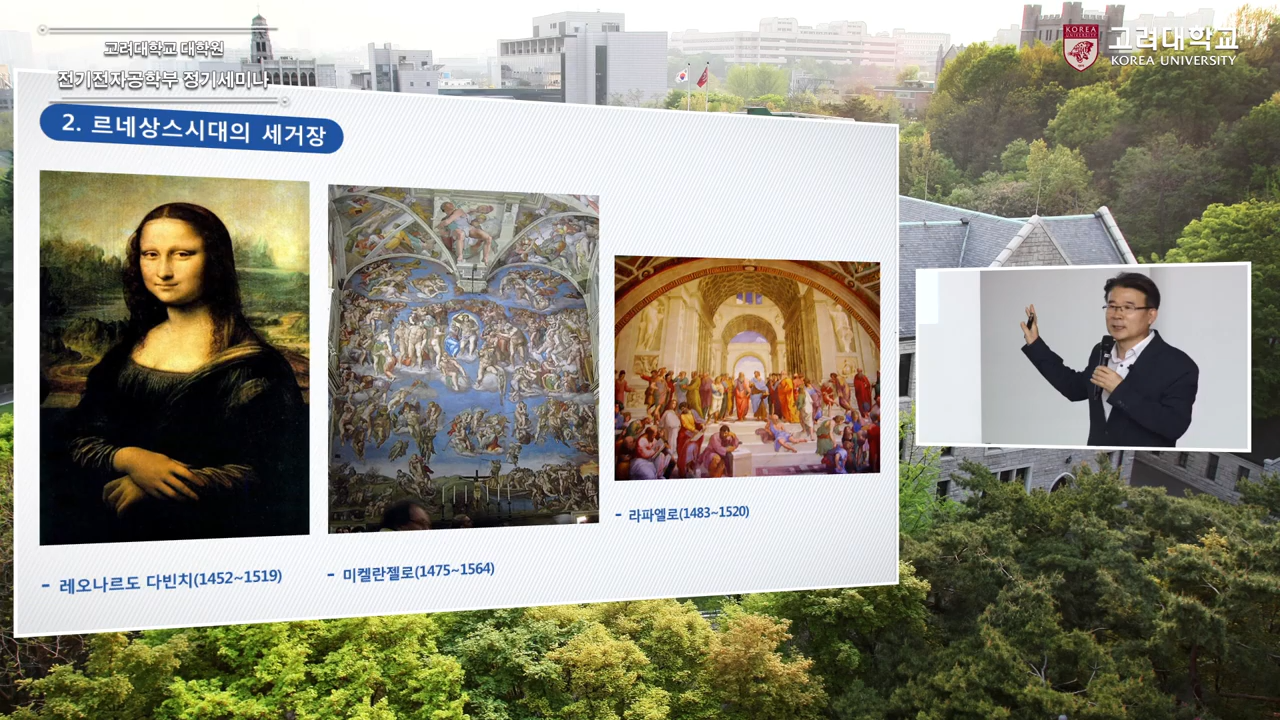 고려대학교 대학원
전기전자공학부 정기세미나
KOREA
UNIVERSITY
고려대학교
KOREA UNIVERSITY
2. 르네상스시대의 세거장
- 레오나르도 다빈치(1452~1519)
- 미켈란젤로(1475~1564)
- 라파엘로(1483~1520)